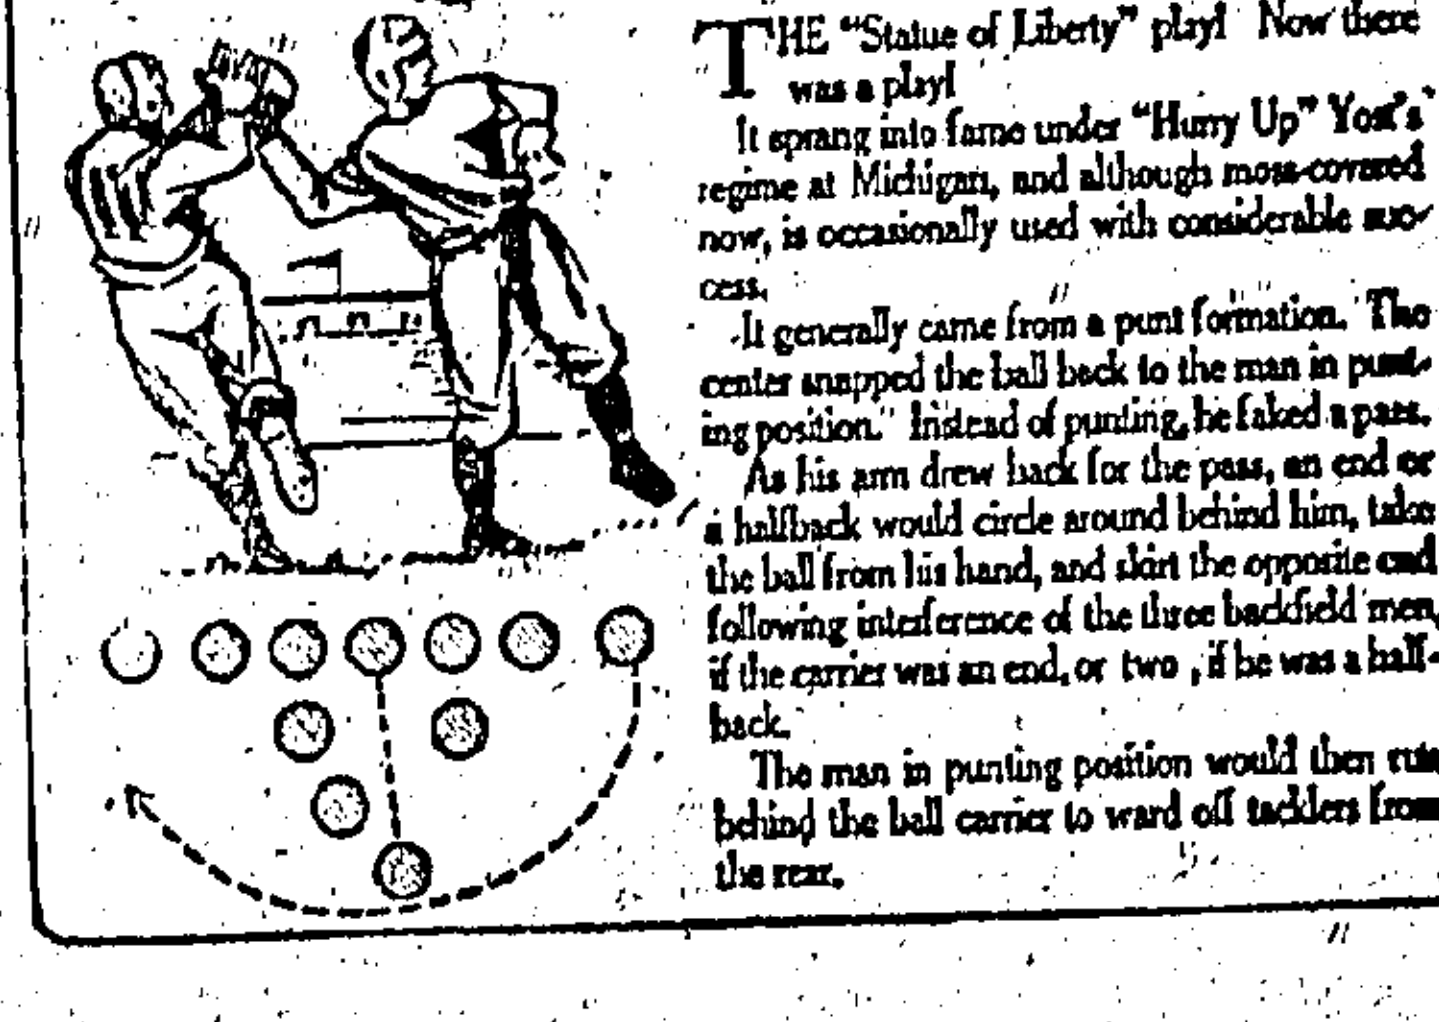 THE "Statue of Liberty" play! Now there
was a play!
It sprang into fame under "Hurry Up" Yost's
regime at Michigan, and although moss-covered
now, is occasionally used with considerable suc-
cess.
It generally came from a punt formation. The
center snapped the ball back to the man in punt-
ing position. Instead of punting, he faked a pass.
As his arm drew back for the pass, an end or
a halfback would circle around behind him, take
the ball from his hand, and skirt the opposite end
following interference of the three backfield men,
if the carrier was an end, or two, if he was a half-
back.
The man in punting position would then run
behind the ball carrier to ward off tacklers from
the rear.